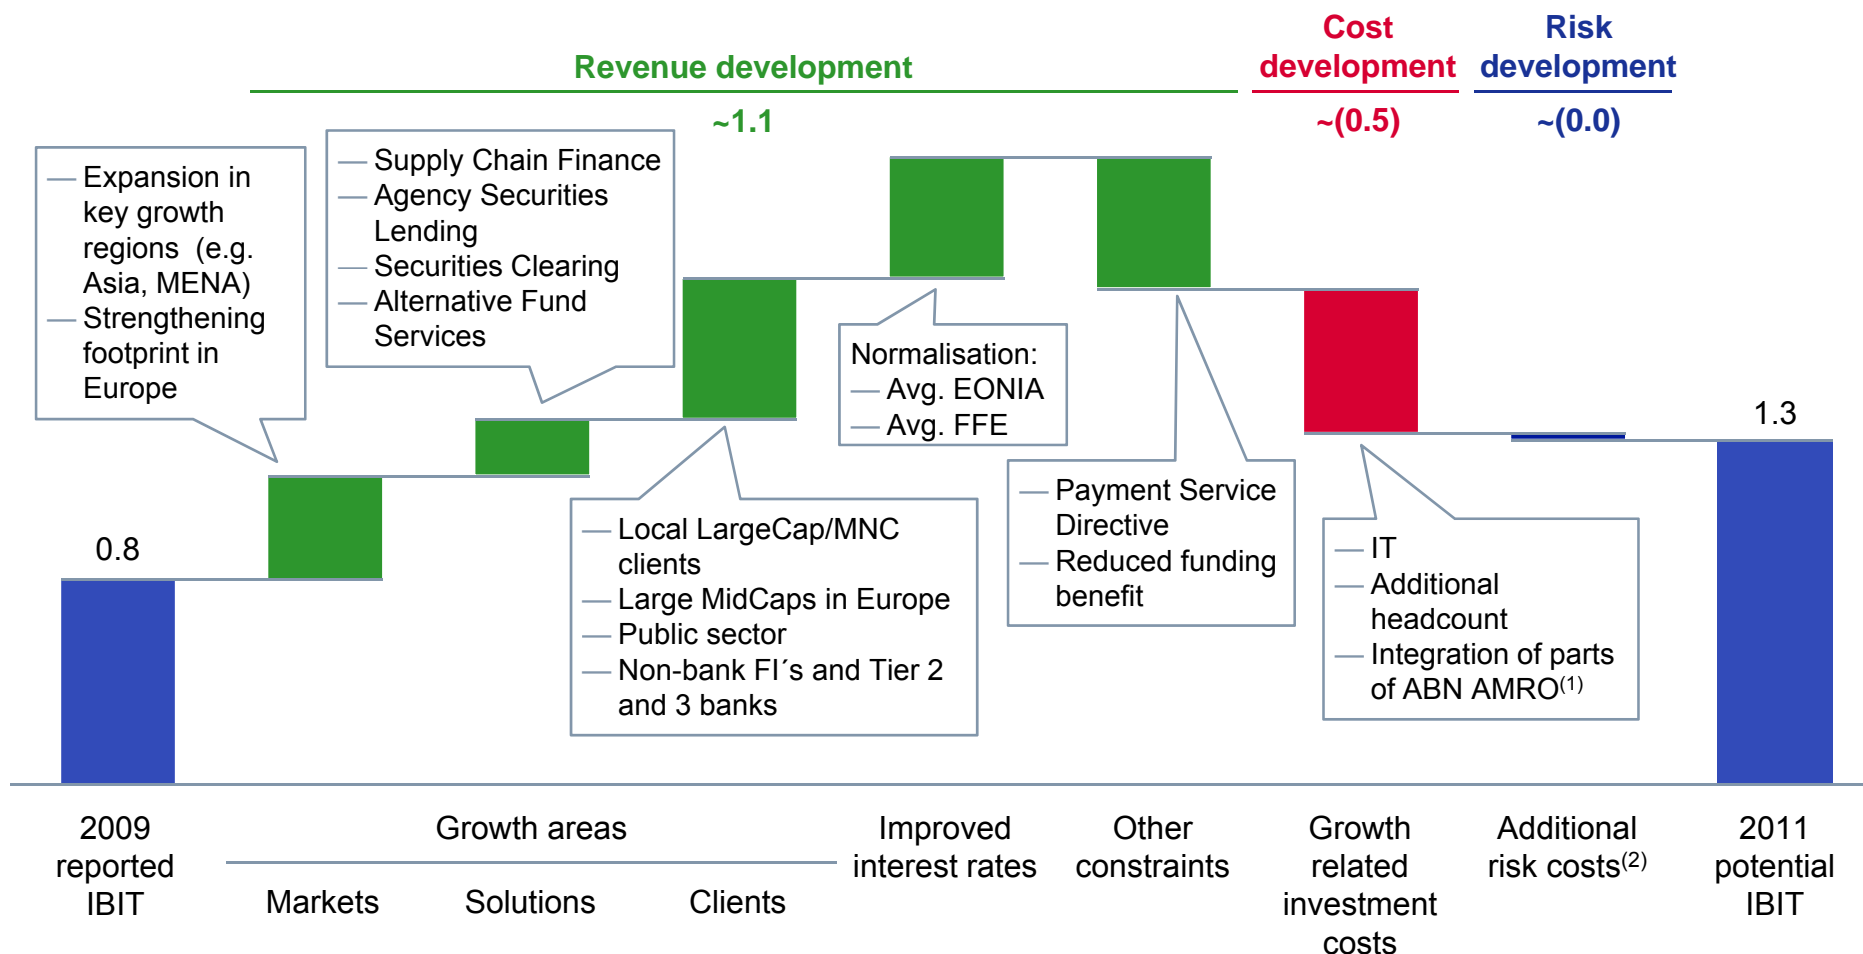 Revenue development
~1.1
Cost
development
~(0.5)
Risk
development
~(0.0)
— Expansion in
key growth
regions (e.g.
Asia, MENA)
— Strengthening
footprint in
Europe
— Supply Chain Finance
— Agency Securities
Lending
— Securities Clearing
— Alternative Fund
Services
Normalisation:
— Avg. EONIA
— Avg. FFE
— Local LargeCap/MNC
clients
— Large MidCaps in Europe
— Public sector
— Non-bank FI´s and Tier 2
and 3 banks
— Payment Service
Directive
— Reduced funding
benefit
— IT
— Additional
headcount
— Integration of parts
of ABN AMRO(1)
0.8
1.3
2009
reported
IBIT
Growth areas
Markets
Solutions
Clients
Improved
interest rates
Other
constraints
Growth
related
investment
costs
Additional
risk costs(2)
2011
potential
IBIT